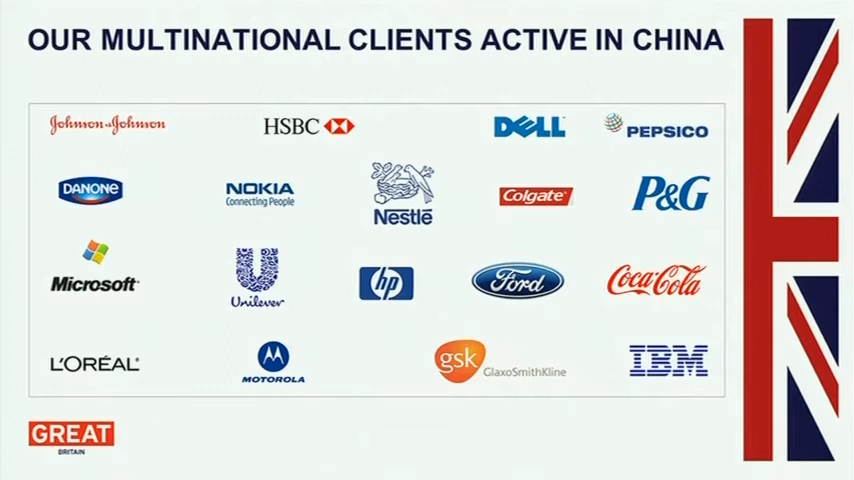 OUR MULTINATIONAL CLIENTS ACTIVE IN CHINA
Johnson & Johnson
HSBC
DELL
PEPSICO
DANONE
NOKIA
Connecting People
Nestlé
Colgate
P&G
Microsoft
Unilever
hp
Ford
Coca-Cola
L'ORÉAL
MOTOROLA
gsk
GlaxoSmithKline
IBM
GREAT
BRITAIN